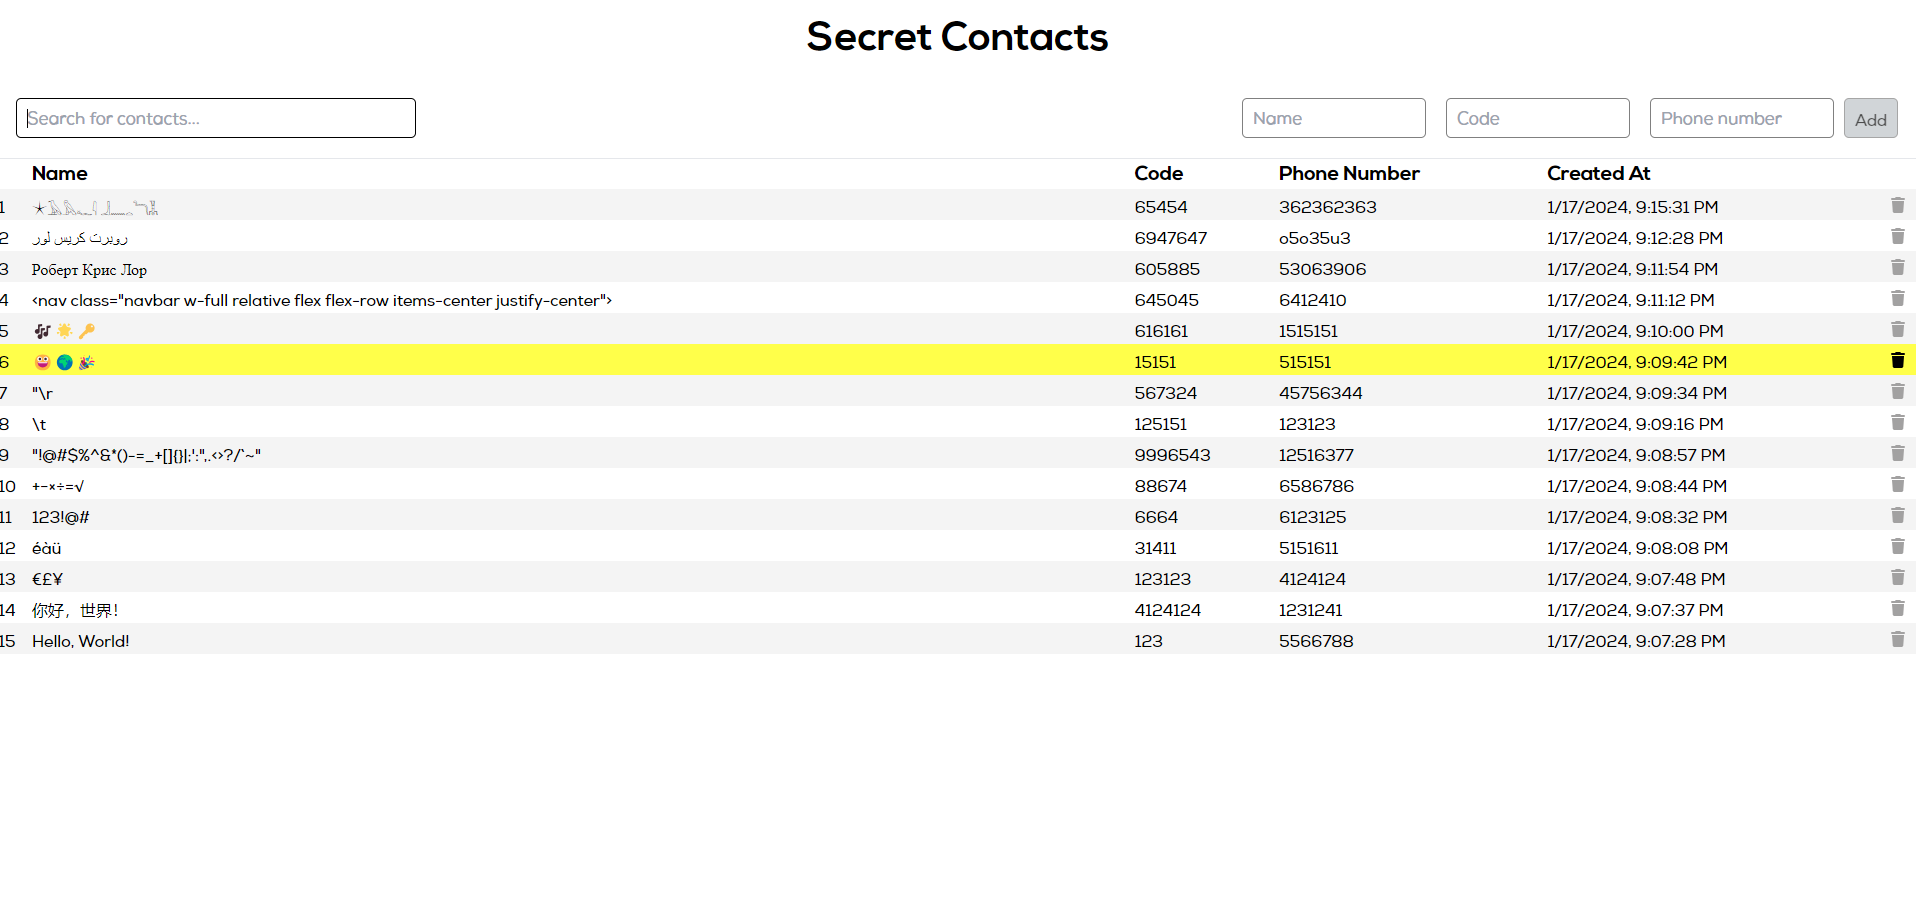 Secret Contacts
Search for contacts... Name Code Phone number Add
Name Code Phone Number Created At
1 65454 362362363 1/17/2024, 9:15:31 PM
2 روبرت كريس لور 6947647 o5o35u3 1/17/2024, 9:12:28 PM
3 Роберт Крис Лор 605885 53063906 1/17/2024, 9:11:54 PM
4 <nav class="navbar w-full relative flex flex-row items-center justify-center"> 645045 6412410 1/17/2024, 9:11:12 PM
5 🎶 🌟 🔑 616161 1515151 1/17/2024, 9:10:00 PM
6 😀 🌍 🎉 15151 515151 1/17/2024, 9:09:42 PM
7 "\r 567324 45756344 1/17/2024, 9:09:34 PM
8 \t 125151 123123 1/17/2024, 9:09:16 PM
9 "!@#$%^&*()-=_+[]{}|;':",.<>?/`~" 9996543 12516377 1/17/2024, 9:08:57 PM
10 +-×÷=√ 88674 6586786 1/17/2024, 9:08:44 PM
11 123!@# 6664 6123125 1/17/2024, 9:08:32 PM
12 éàü 31411 5151611 1/17/2024, 9:08:08 PM
13 €£¥ 123123 4124124 1/17/2024, 9:07:48 PM
14 你好，世界！ 4124124 1231241 1/17/2024, 9:07:37 PM
15 Hello, World! 123 5566788 1/17/2024, 9:07:28 PM